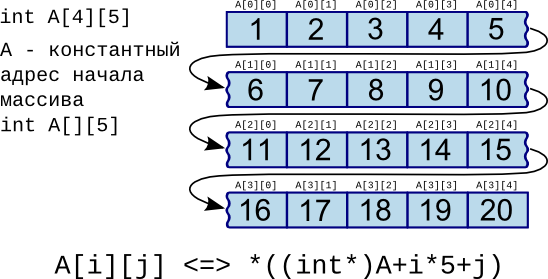 int A[4][5]
A - константный
адрес начала
массива
int A[][5]
A[0][0] A[0][1] A[0][2] A[0][3] A[0][4]
1 2 3 4 5
A[1][0] A[1][1] A[1][2] A[1][3] A[1][4]
6 7 8 9 10
A[2][0] A[2][1] A[2][2] A[2][3] A[2][4]
11 12 13 14 15
A[3][0] A[3][1] A[3][2] A[3][3] A[3][4]
16 17 18 19 20
A[i][j] <=> *((int*)A+i*5+j)